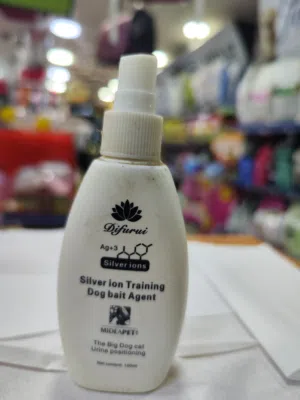 Difurui
Ag+3
Silver ions
Silver ion Training
Dog bait Agent
MIDEAPET
The Big Dog cat
Urine positioning